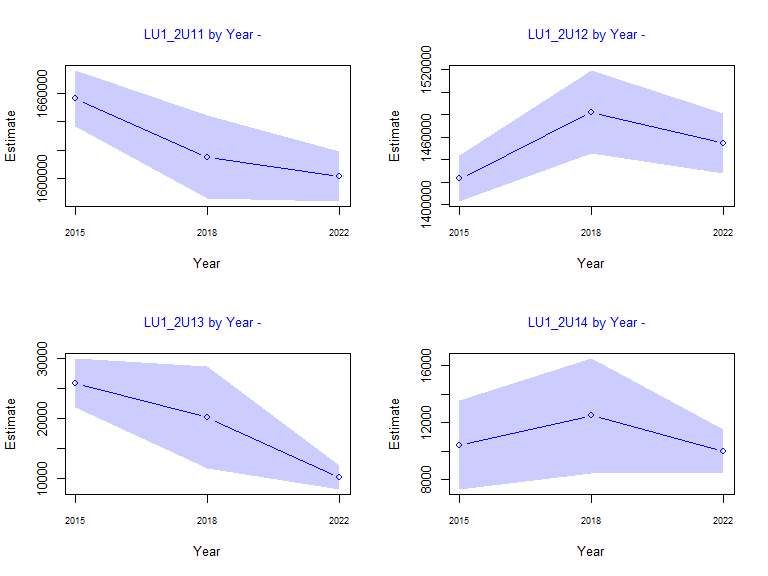 LU1_2U11 by Year -
Estimate
1600000
1660000
2015
2018
2022
Year
LU1_2U12 by Year -
Estimate
1400000
1460000
1520000
2015
2018
2022
Year
LU1_2U13 by Year -
Estimate
10000
20000
30000
2015
2018
2022
Year
LU1_2U14 by Year -
Estimate
8000
12000
16000
2015
2018
2022
Year